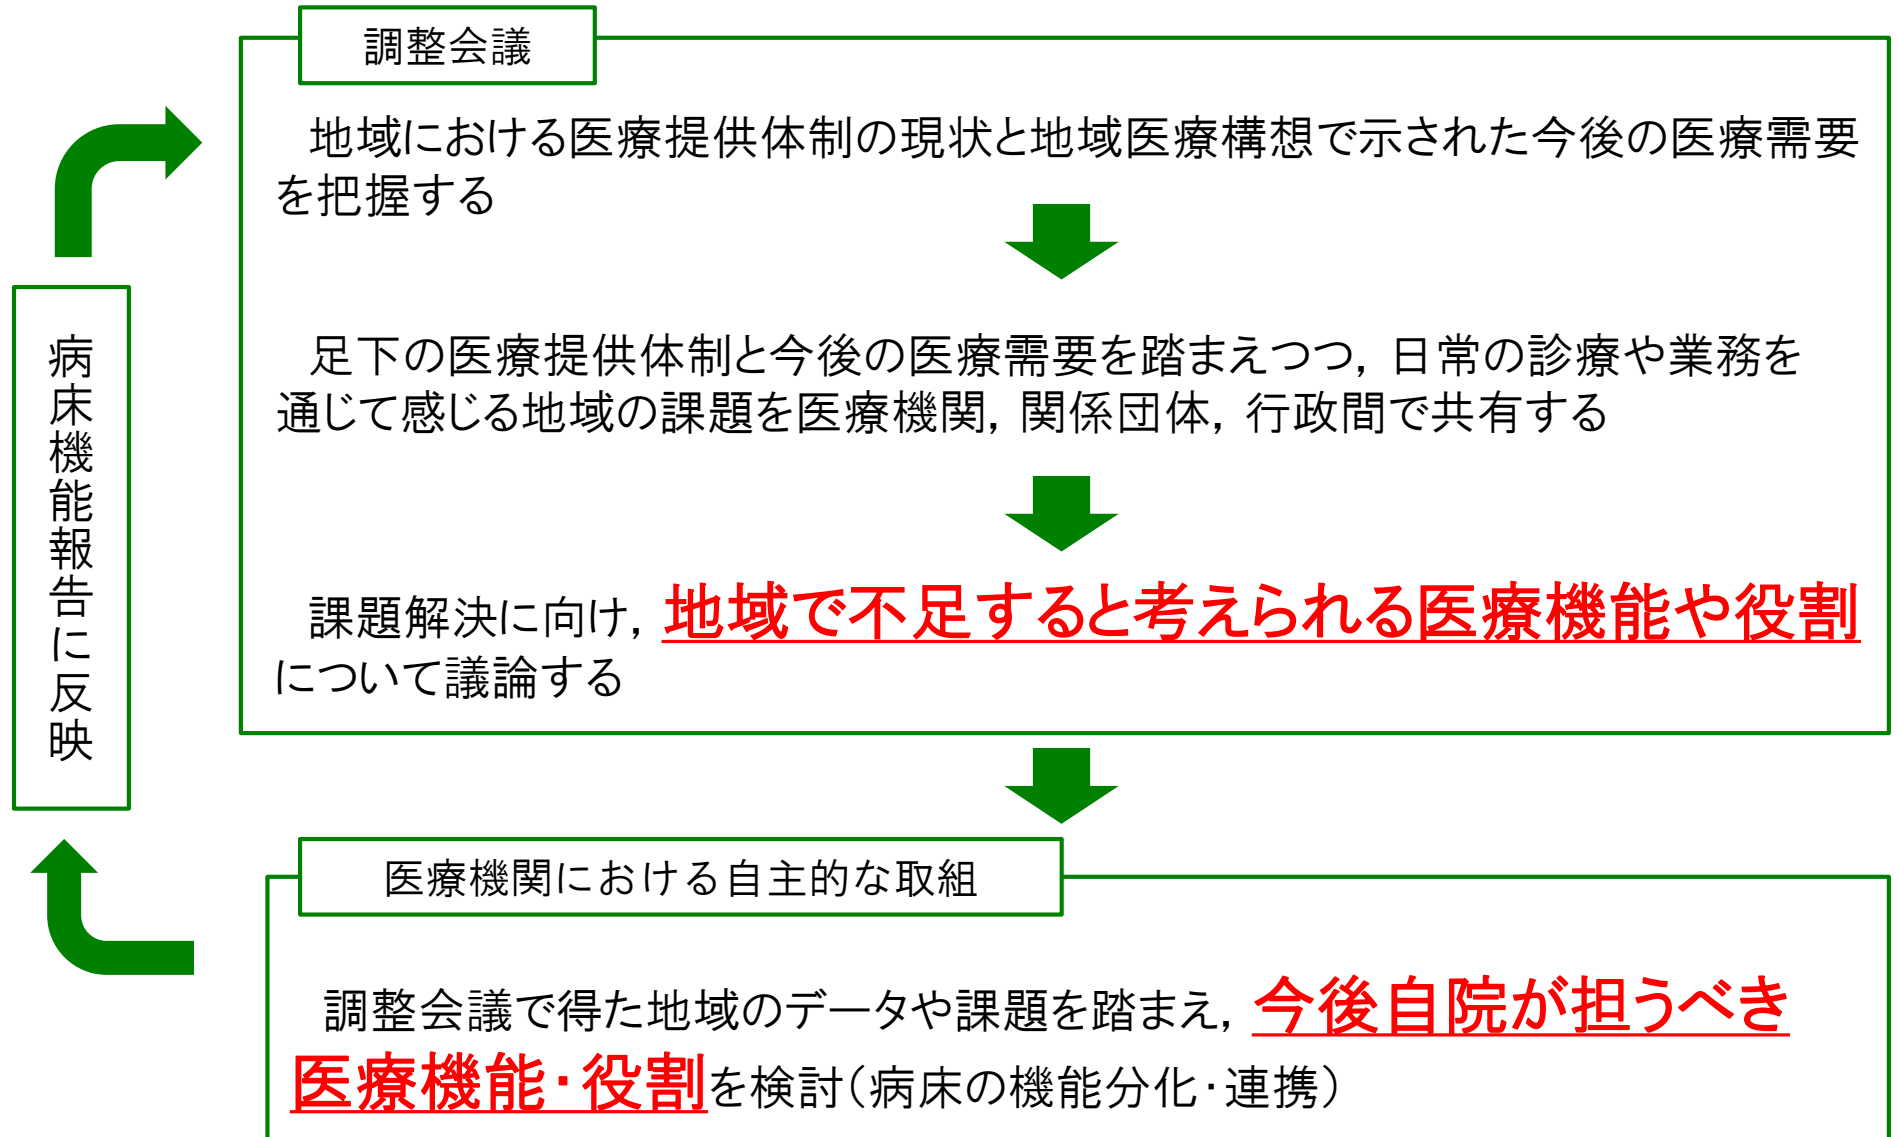 調整会議
地域における医療提供体制の現状と地域医療構想で示された今後の医療需要
を把握する
足下の医療提供体制と今後の医療需要を踏まえつつ，日常の診療や業務を
通じて感じる地域の課題を医療機関，関係団体，行政間で共有する
課題解決に向け，地域で不足すると考えられる医療機能や役割
について議論する
病床機能報告に反映
医療機関における自主的な取組
調整会議で得た地域のデータや課題を踏まえ，今後自院が担うべき
医療機能・役割を検討（病床の機能分化・連携）